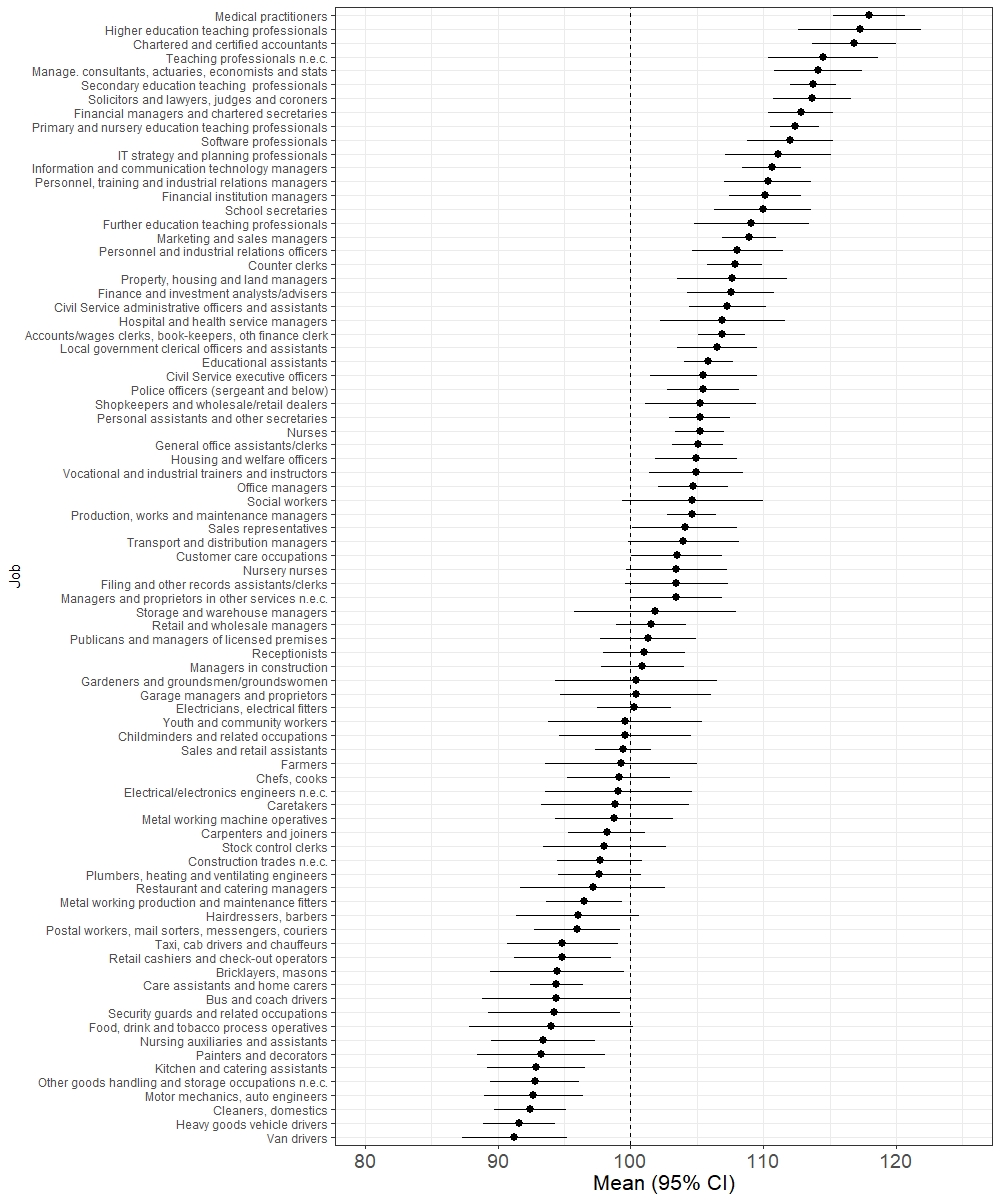 Medical practitioners
Higher education teaching professionals
Chartered and certified accountants
Teaching professionals n.e.c.
Manage. consultants, actuaries, economists and stats
Secondary education teaching  professionals
Solicitors and lawyers, judges and coroners
Financial managers and chartered secretaries
Primary and nursery education teaching professionals
Software professionals
IT strategy and planning professionals
Information and communication technology managers
Personnel, training and industrial relations managers
Financial institution managers
School secretaries
Further education teaching professionals
Marketing and sales managers
Personnel and industrial relations officers
Counter clerks
Property, housing and land managers
Finance and investment analysts/advisers
Civil Service administrative officers and assistants
Hospital and health service managers
Accounts/wages clerks, book-keepers, oth finance clerk
Local government clerical officers and assistants
Educational assistants
Civil Service executive officers
Police officers (sergeant and below)
Shopkeepers and wholesale/retail dealers
Personal assistants and other secretaries
Nurses
General office assistants/clerks
Housing and welfare officers
Vocational and industrial trainers and instructors
Office managers
Social workers
Production, works and maintenance managers
Sales representatives
Transport and distribution managers
Customer care occupations
Nursery nurses
Filing and other records assistants/clerks
Managers and proprietors in other services n.e.c.
Storage and warehouse managers
Retail and wholesale managers
Publicans and managers of licensed premises
Receptionists
Managers in construction
Gardeners and groundsmen/groundswomen
Garage managers and proprietors
Electricians, electrical fitters
Youth and community workers
Childminders and related occupations
Sales and retail assistants
Farmers
Chefs, cooks
Electrical/electronics engineers n.e.c.
Caretakers
Metal working machine operatives
Carpenters and joiners
Stock control clerks
Construction trades n.e.c.
Plumbers, heating and ventilating engineers
Restaurant and catering managers
Metal working production and maintenance fitters
Hairdressers, barbers
Postal workers, mail sorters, messengers, couriers
Taxi, cab drivers and chauffeurs
Retail cashiers and check-out operators
Bricklayers, masons
Care assistants and home carers
Bus and coach drivers
Security guards and related occupations
Food, drink and tobacco process operatives
Nursing auxiliaries and assistants
Painters and decorators
Kitchen and catering assistants
Other goods handling and storage occupations n.e.c.
Motor mechanics, auto engineers
Cleaners, domestics
Heavy goods vehicle drivers
Van drivers
Job
80 90 100 110 120
Mean (95% CI)